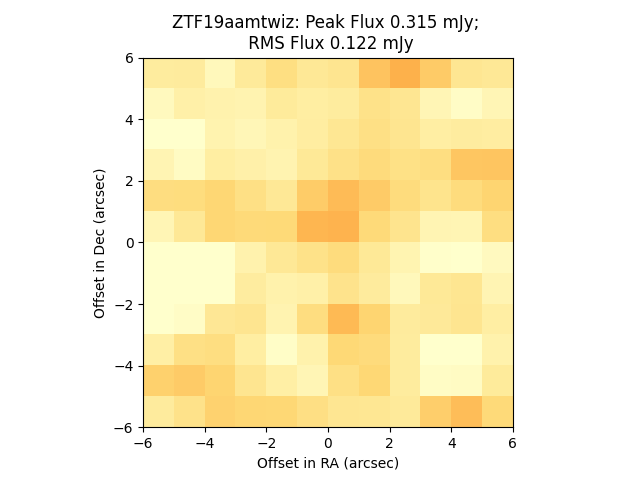 ZTF19aamtwiz: Peak Flux 0.315 mJy;
RMS Flux 0.122 mJy
6
4
2
0
−2
−4
−6
Offset in Dec (arcsec)
−6 −4 −2 0 2 4 6
Offset in RA (arcsec)